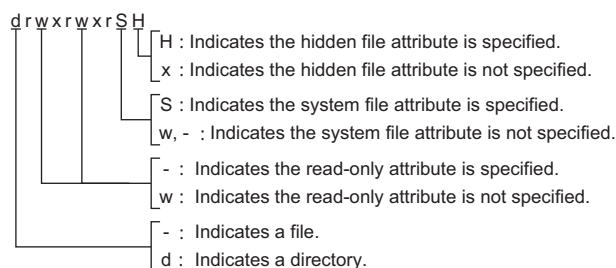 d r w x r w x r S H
H : Indicates the hidden file attribute is specified.
x : Indicates the hidden file attribute is not specified.
S : Indicates the system file attribute is specified.
w, - : Indicates the system file attribute is not specified.
- : Indicates the read-only attribute is specified.
w : Indicates the read-only attribute is not specified.
- : Indicates a file.
d : Indicates a directory.